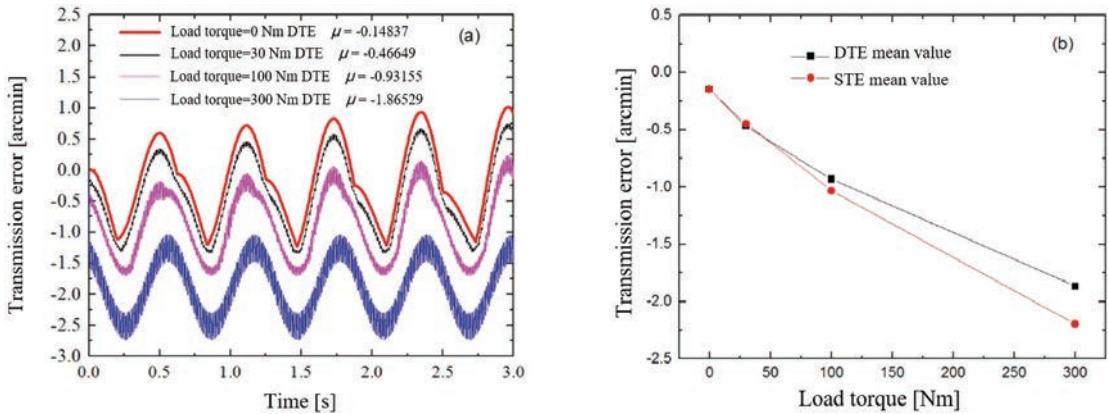 (a)
Load torque=0 Nm DTE μ = -0.14837
Load torque=30 Nm DTE μ = -0.46649
Load torque=100 Nm DTE μ = -0.93155
Load torque=300 Nm DTE μ = -1.86529
Transmission error [arcmin]
2.5
2.0
1.5
1.0
0.5
0.0
-0.5
-1.0
-1.5
-2.0
-2.5
-3.0
0.0 0.5 1.0 1.5 2.0 2.5 3.0
Time [s]
(b)
DTE mean value
STE mean value
Transmission error [arcmin]
0.5
0.0
-0.5
-1.0
-1.5
-2.0
-2.5
0 50 100 150 200 250 300
Load torque [Nm]